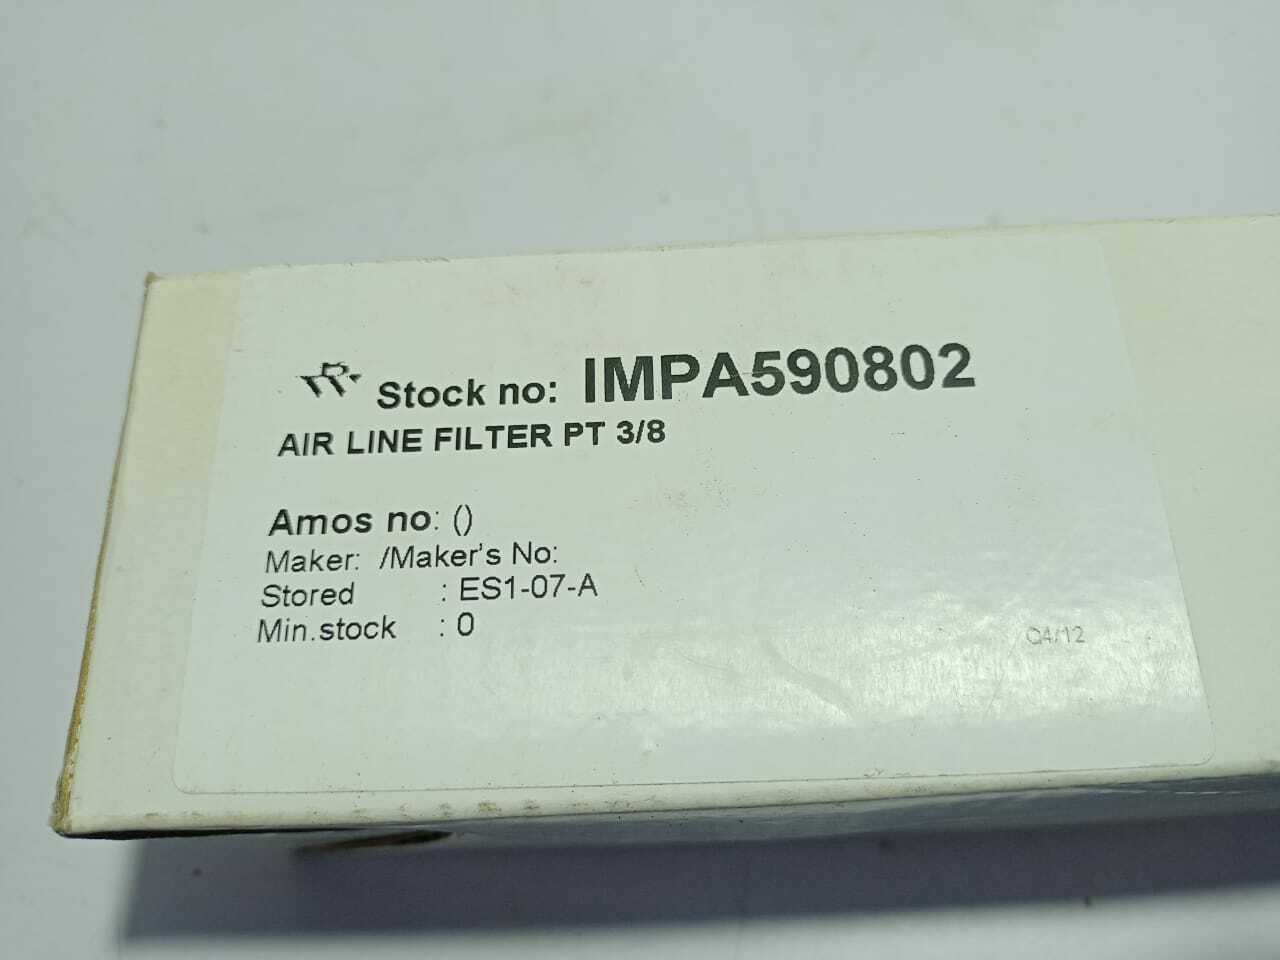 Stock no: IMPA590802
AIR LINE FILTER PT 3/8
Amos no: ()
Maker: /Maker's No:
Stored : ES1-07-A
Min.stock : 0
Q4/12